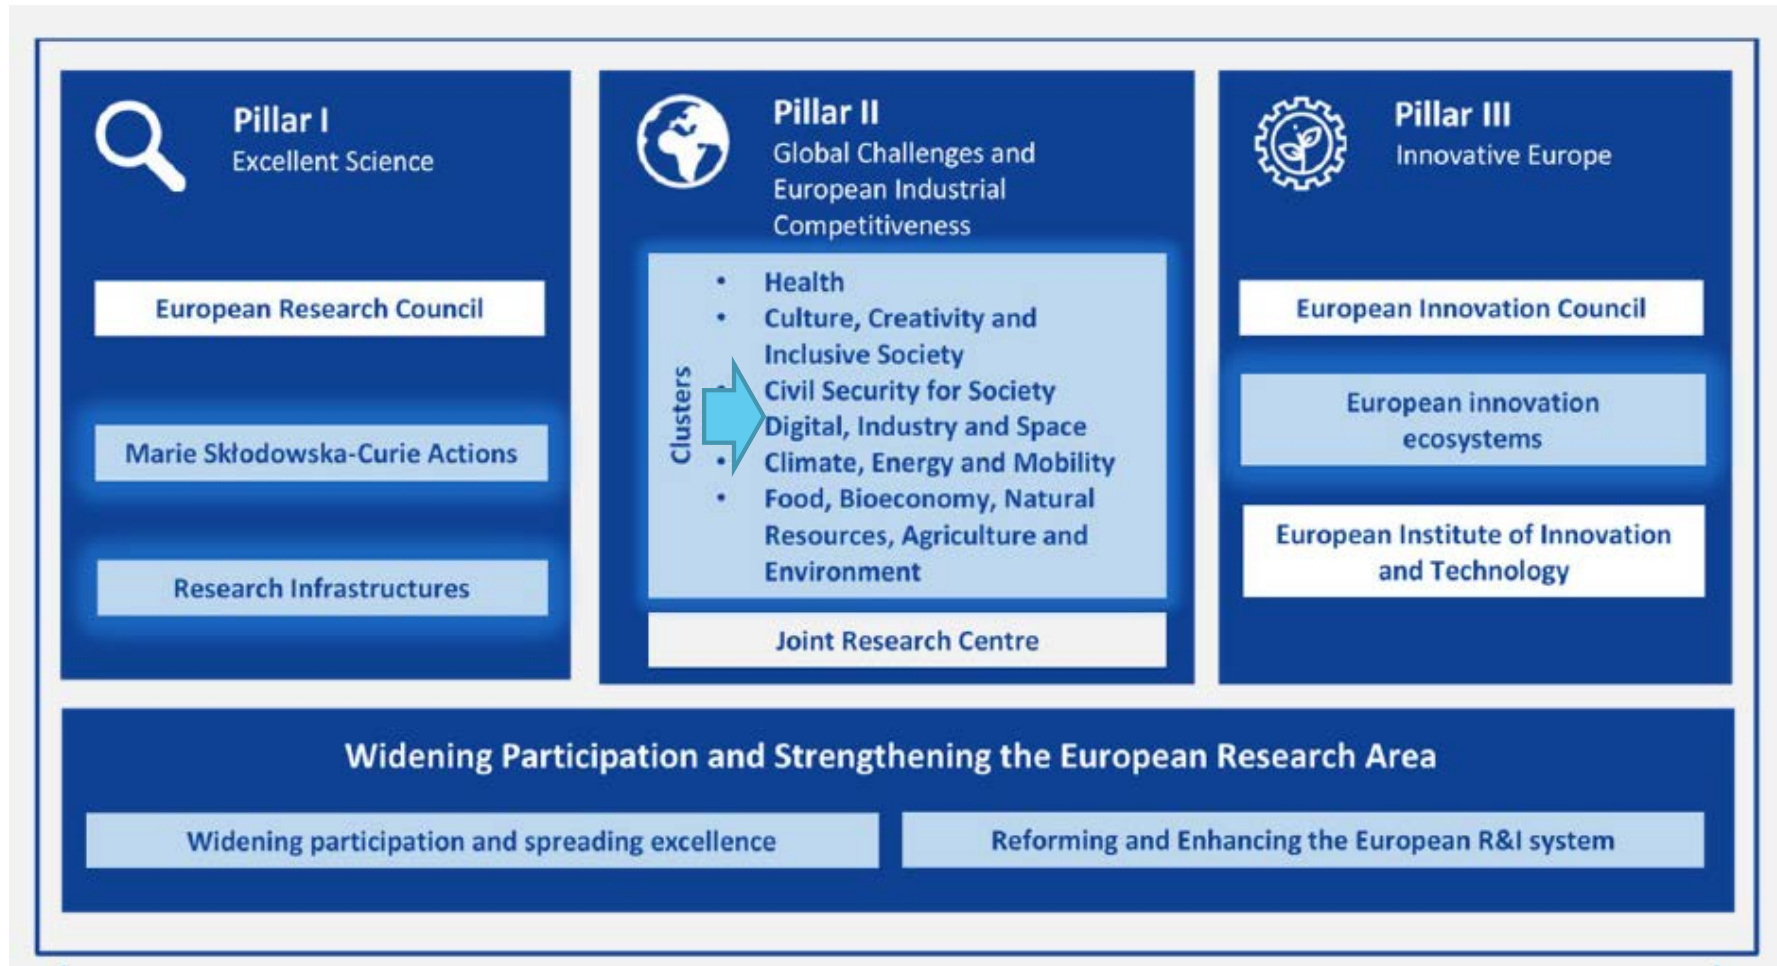 Pillar I
Excellent Science
European Research Council
Marie Skłodowska-Curie Actions
Research Infrastructures
Pillar II
Global Challenges and
European Industrial
Competitiveness
Clusters
• Health
• Culture, Creativity and
Inclusive Society
• Civil Security for Society
Digital, Industry and Space
• Climate, Energy and Mobility
• Food, Bioeconomy, Natural
Resources, Agriculture and
Environment
Joint Research Centre
Pillar III
Innovative Europe
European Innovation Council
European innovation
ecosystems
European Institute of Innovation
and Technology
Widening Participation and Strengthening the European Research Area
Widening participation and spreading excellence
Reforming and Enhancing the European R&I system